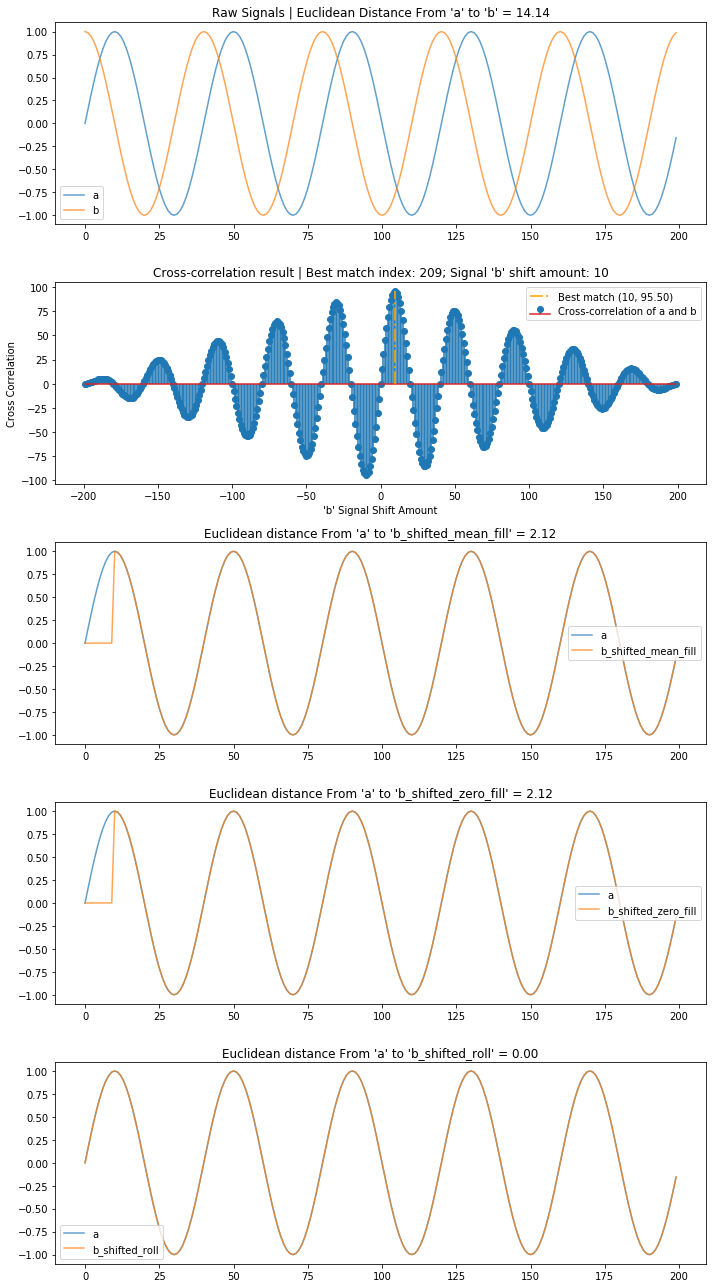 Raw Signals | Euclidean Distance From 'a' to 'b' = 14.14
1.00
0.75
0.50
0.25
0.00
−0.25
−0.50
−0.75
−1.00
a
b
0 25 50 75 100 125 150 175 200
Cross-correlation result | Best match index: 209; Signal 'b' shift amount: 10
Cross Correlation
100
75
50
25
0
−25
−50
−75
−100
Best match (10, 95.50)
Cross-correlation of a and b
−200 −150 −100 −50 0 50 100 150 200
'b' Signal Shift Amount
Euclidean distance From 'a' to 'b_shifted_mean_fill' = 2.12
1.00
0.75
0.50
0.25
0.00
−0.25
−0.50
−0.75
−1.00
a
b_shifted_mean_fill
0 25 50 75 100 125 150 175 200
Euclidean distance From 'a' to 'b_shifted_zero_fill' = 2.12
1.00
0.75
0.50
0.25
0.00
−0.25
−0.50
−0.75
−1.00
a
b_shifted_zero_fill
0 25 50 75 100 125 150 175 200
Euclidean distance From 'a' to 'b_shifted_roll' = 0.00
1.00
0.75
0.50
0.25
0.00
−0.25
−0.50
−0.75
−1.00
a
b_shifted_roll
0 25 50 75 100 125 150 175 200